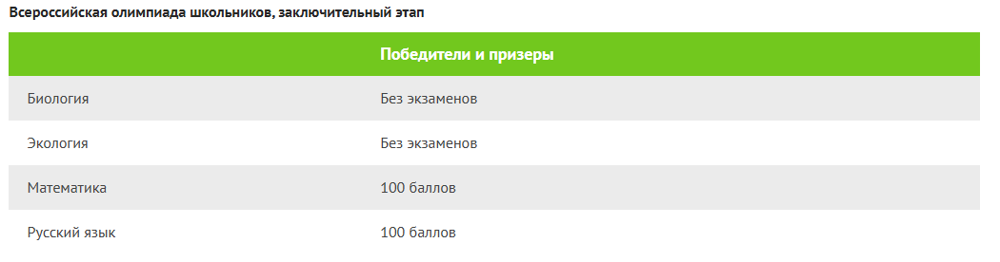 Всероссийская олимпиада школьников, заключительный этап
Победители и призеры
Биология Без экзаменов
Экология Без экзаменов
Математика 100 баллов
Русский язык 100 баллов